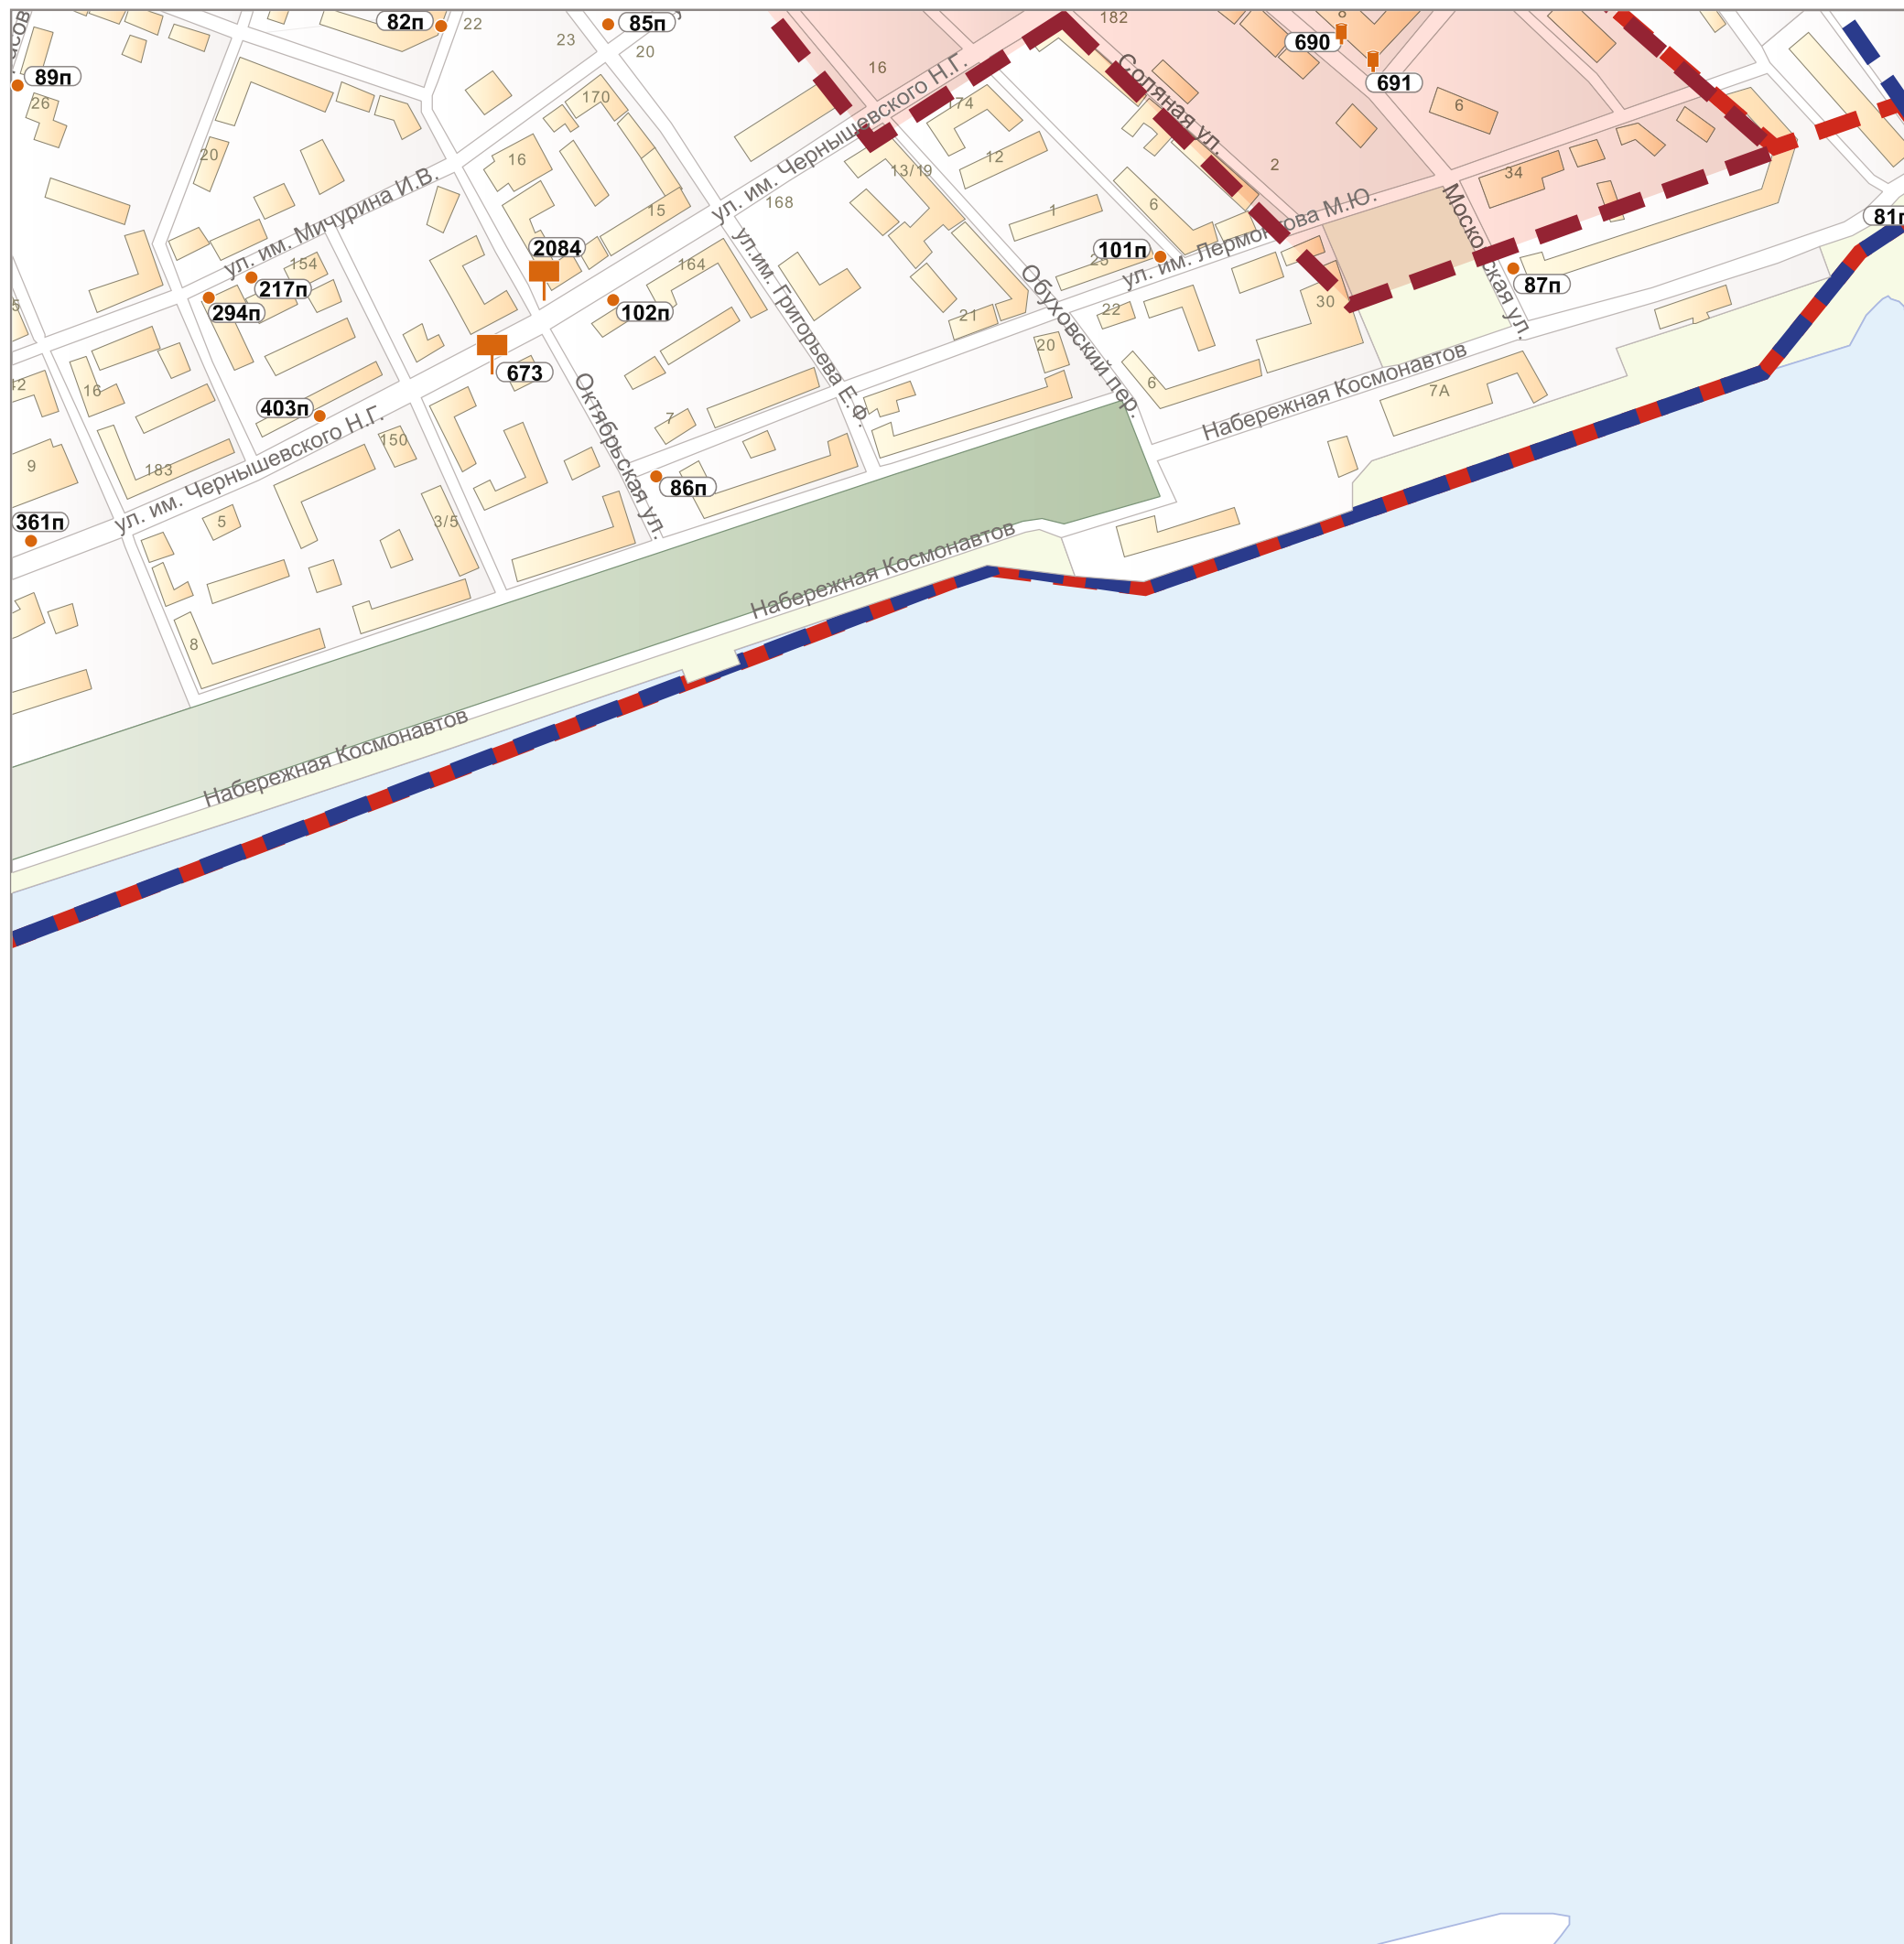 82п
22
85п
182
8
23
20
690
16
89п
691
26
170
174
6
Соляная ул.
20
16
12
13/19
2
34
ул. им. Чернышевского Н.Г.
ул. им. Мичурина И.В.
15
168
1
6
ул. им. Лермонтова М.Ю.
Московская ул.
81п
2084
101п
154
164
25
217п
87п
294п
102п
ул.им. Григорьева Е.Ф.
Обуховский пер.
21
22
30
673
20
16
6
Набережная Космонавтов
7А
403п
Октябрьская ул.
7
150
9
183
86п
ул. им. Чернышевского Н.Г.
361п
5
3/5
Набережная Космонавтов
8
Набережная Космонавтов